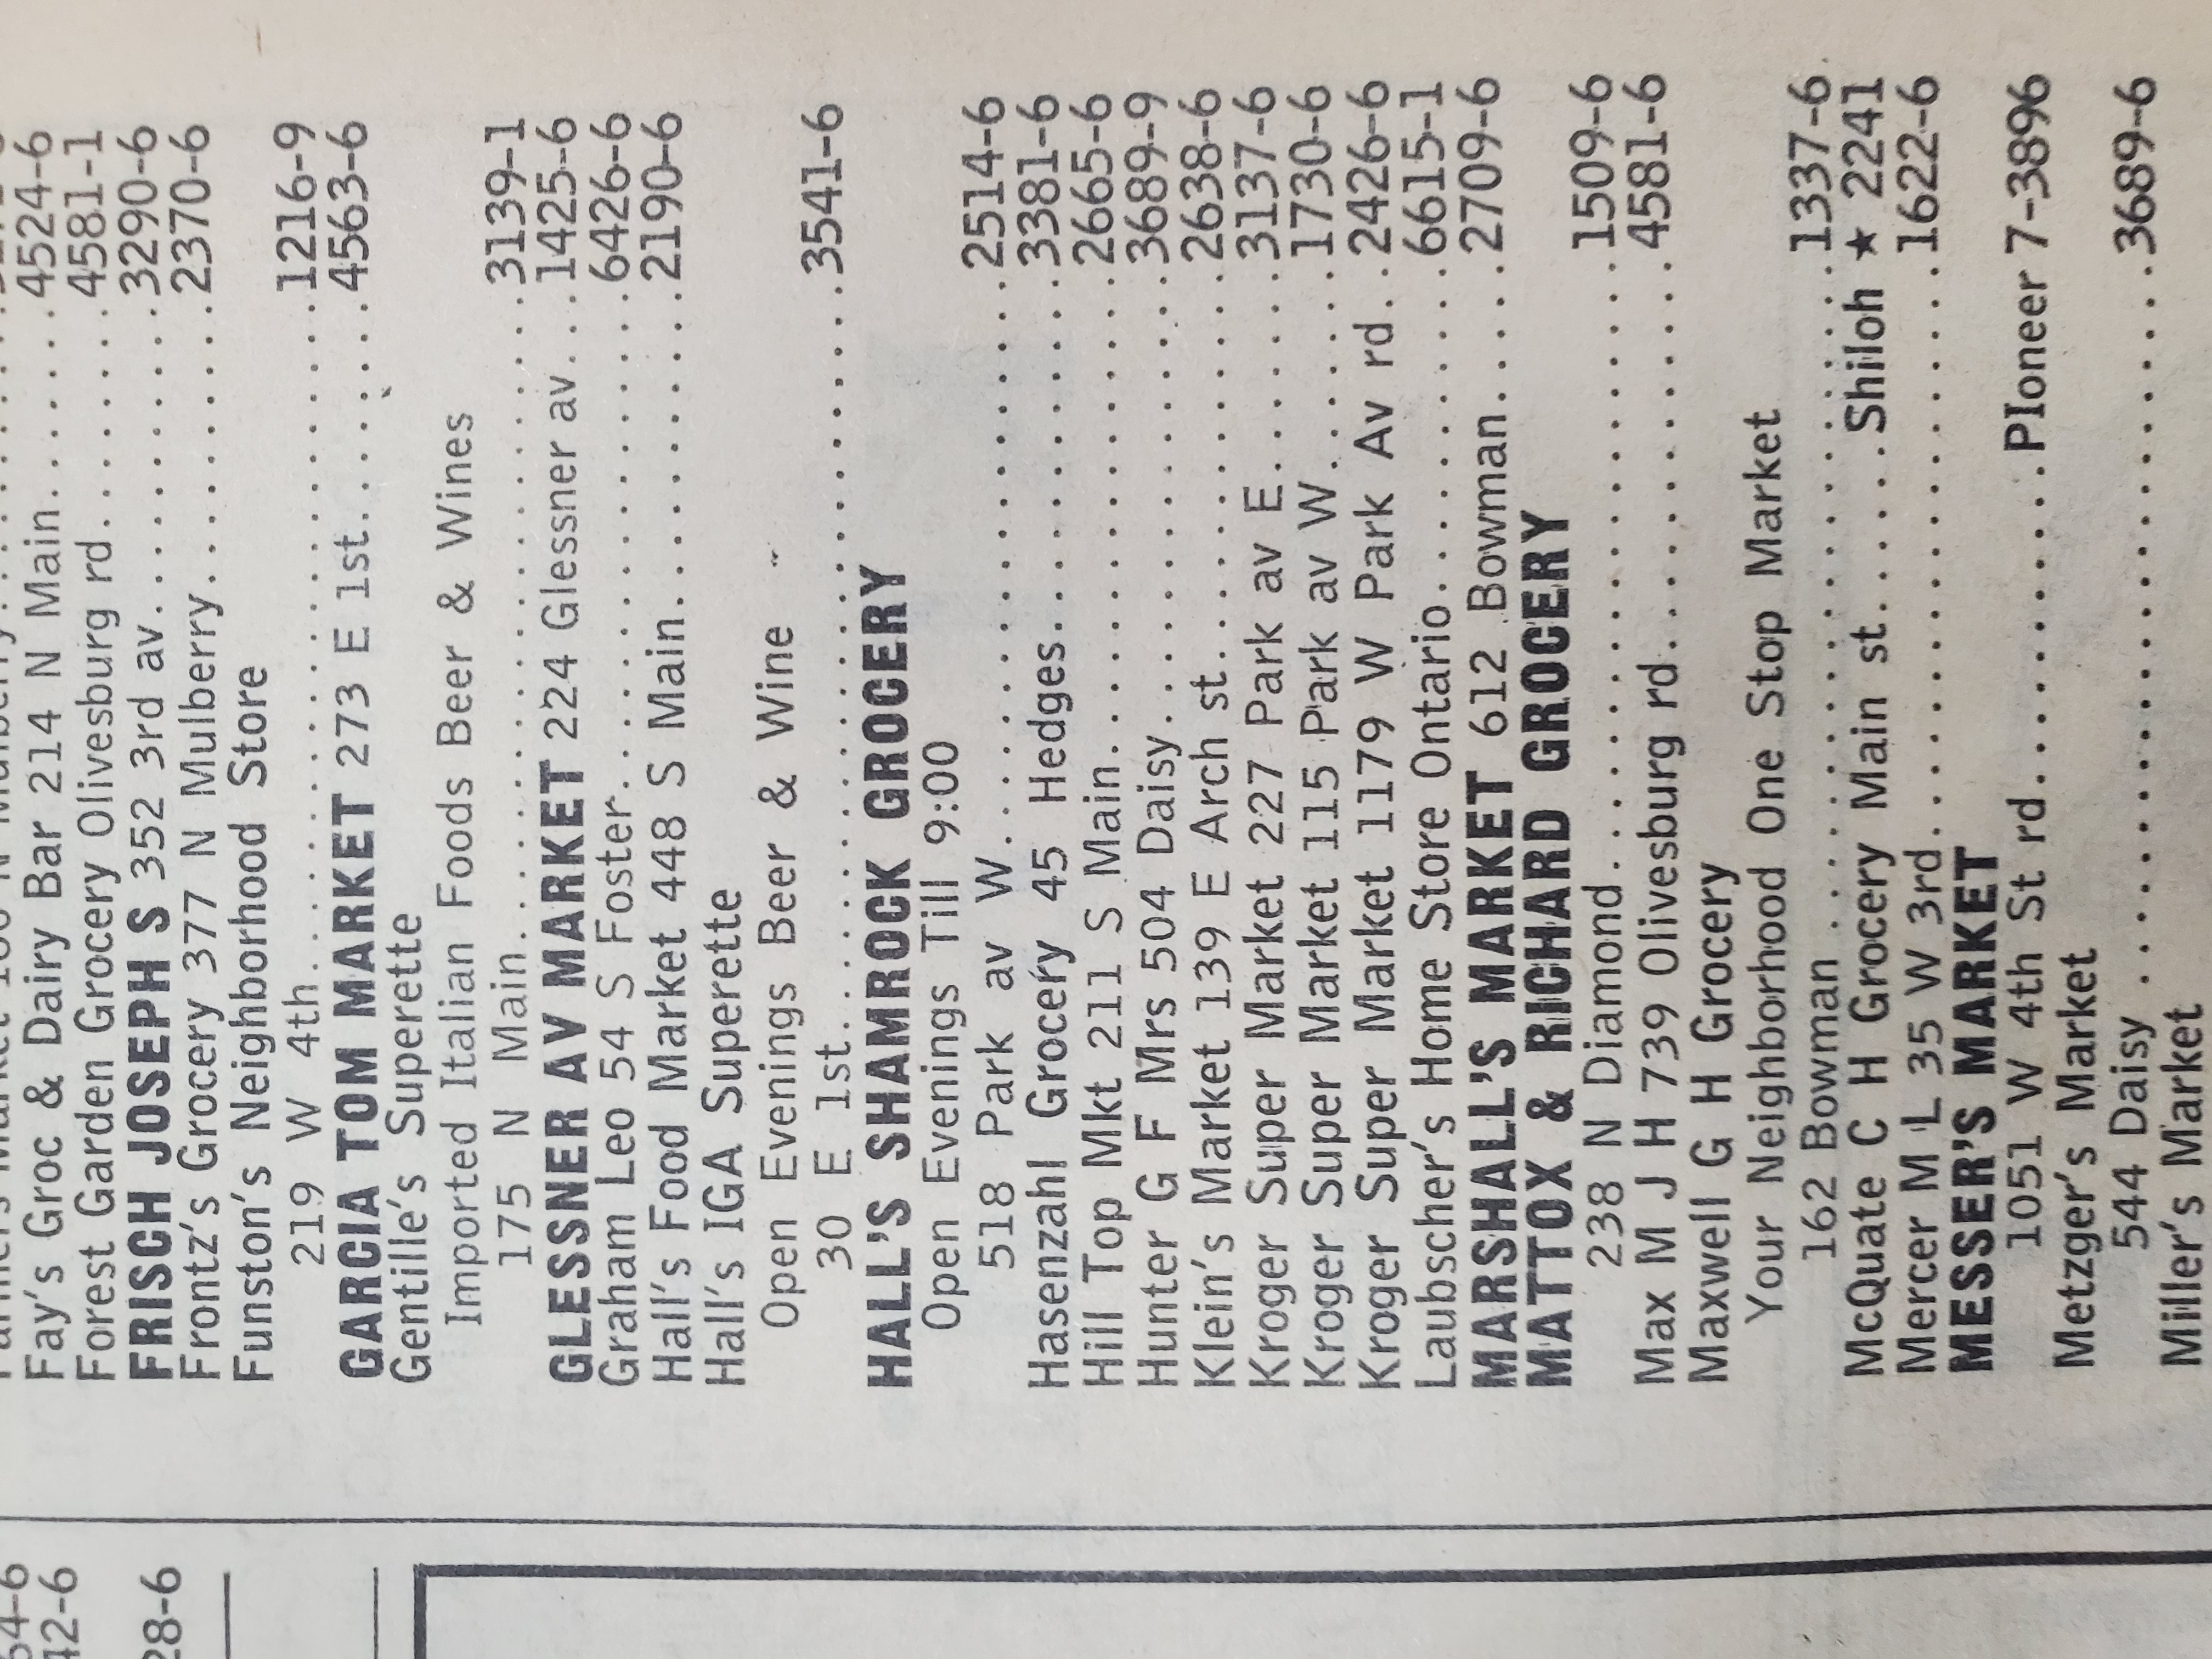 Fay's Groc & Dairy Bar 214 N Main.......4524-6
Forest Garden Grocery Olivesburg rd......4581-1
FRISCH JOSEPH S 352 3rd av..........3290-6
Frontz's Grocery 377 N Mulberry.........2370-6
Funston's Neighborhood Store
219 W 4th....................1216-9
GARCIA TOM MARKET 273 E 1st........4563-6
Gentille's Superette
Imported Italian Foods Beer & Wines
175 N Main....................3139-1
GLESSNER AV MARKET 224 Glessner av...1425-6
Graham Leo 54 S Foster..............6426-6
Hall's Food Market 448 S Main..........2190-6
Hall's IGA Superette
Open Evenings Beer & Wine
30 E 1st.....................3541-6
HALL'S SHAMROCK GROCERY
Open Evenings Till 9:00
518 Park av W.................2514-6
Hasenzahl Grocery 45 Hedges..........3381-6
Hill Top Mkt 211 S Main.............2665-6
Hunter G F Mrs 504 Daisy............3689-9
Klein's Market 139 E Arch st..........2638-6
Kroger Super Market 227 Park av E......3137-6
Kroger Super Market 115 Park av W......1730-6
Kroger Super Market 1179 W Park Av rd..2426-6
Laubscher's Home Store Ontario.........6615-1
MARSHALL'S MARKET 612 Bowman.....2709-6
MATTOX & RICHARD GROCERY
238 N Diamond.................1509-6
Max M J H 739 Olivesburg rd..........4581-6
Maxwell G H Grocery
Your Neighborhood One Stop Market
162 Bowman...................1337-6
McQuate C H Grocery Main st.....Shiloh ★ 2241
Mercer M L 35 W 3rd................1622-6
MESSER'S MARKET
1051 W 4th St rd...........PIoneer 7-3896
Metzger's Market
544 Daisy.....................3689-6
Miller's Market
42-6
28-6